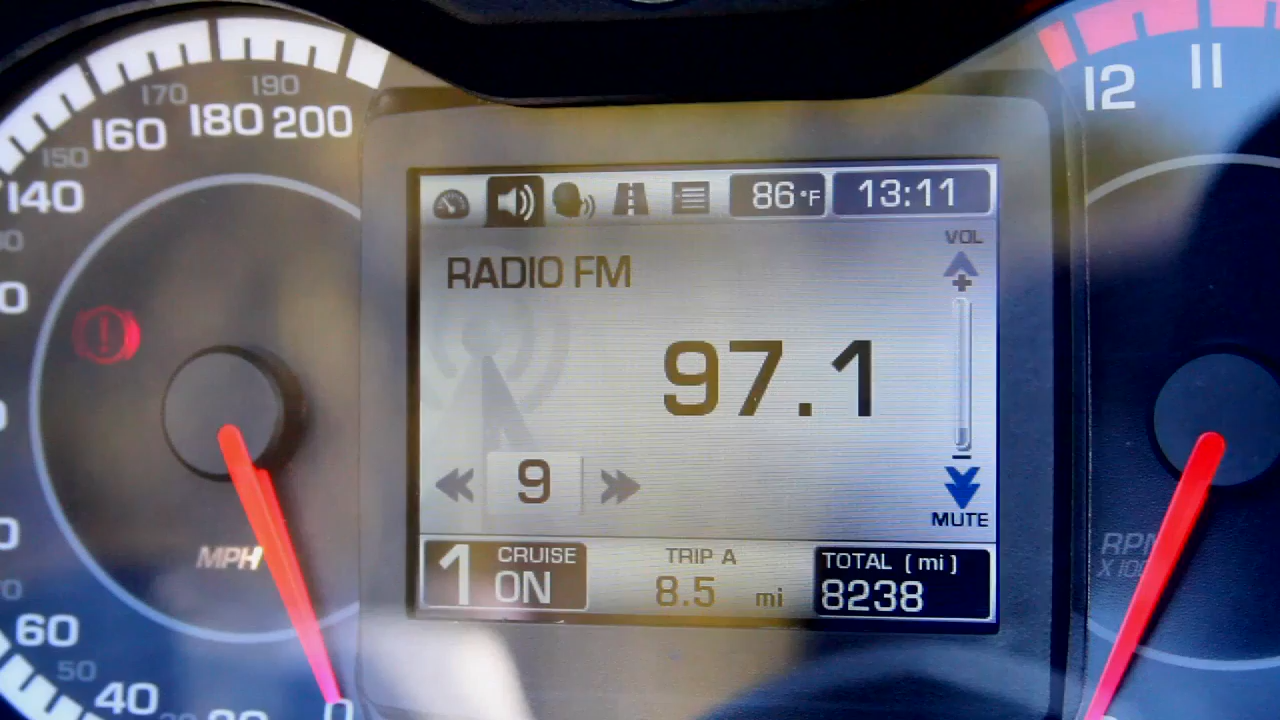 190
170
180 200
160
150
140
60
50
40
0
MPH
86°F 13:11
VOL
RADIO FM
+
97.1
9
-
MUTE
1 CRUISE
ON
TRIP A
8.5 mi
TOTAL [mi]
8238
12 11
RPM